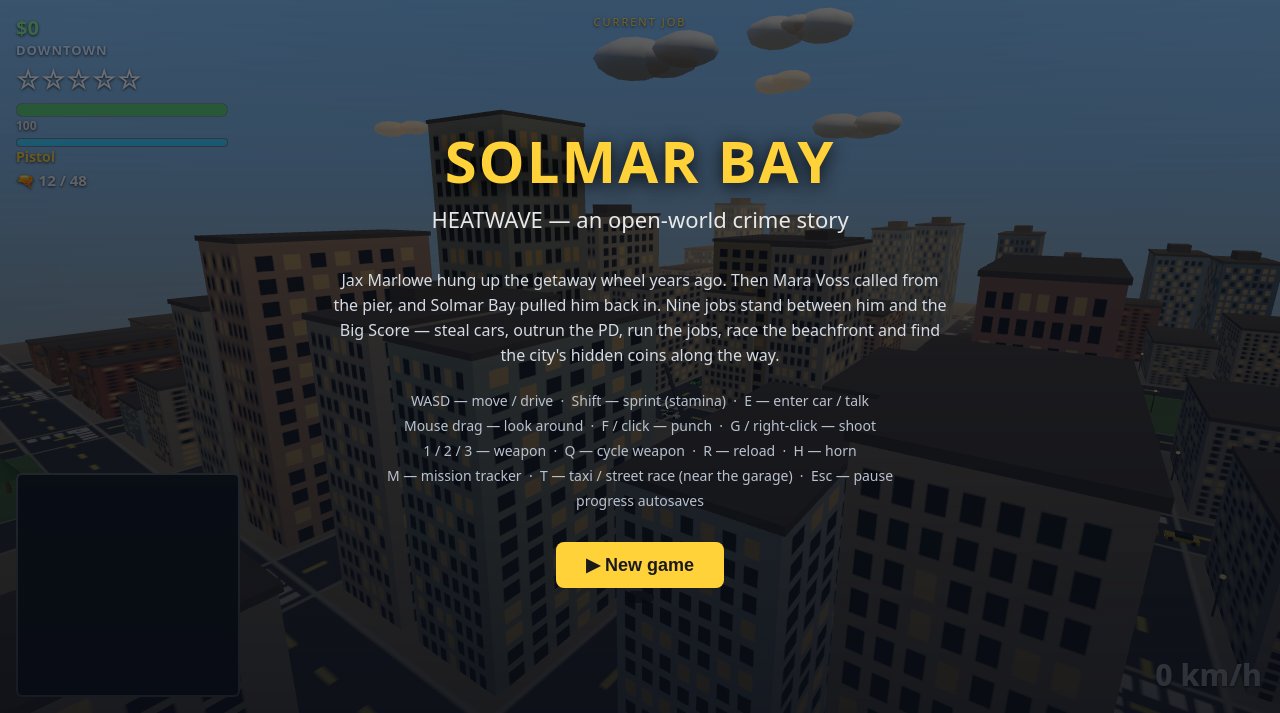 $0
DOWNTOWN
☆☆☆☆☆
100
Pistol
🔫 12 / 48
CURRENT JOB
SOLMAR BAY
HEATWAVE — an open-world crime story
Jax Marlowe hung up the getaway wheel years ago. Then Mara Voss called from
the pier, and Solmar Bay pulled him back in. Nine jobs stand between him and the
Big Score — steal cars, outrun the PD, run the jobs, race the beachfront and find
the city's hidden coins along the way.
WASD — move / drive · Shift — sprint (stamina) · E — enter car / talk
Mouse drag — look around · F / click — punch · G / right-click — shoot
1 / 2 / 3 — weapon · Q — cycle weapon · R — reload · H — horn
M — mission tracker · T — taxi / street race (near the garage) · Esc — pause
progress autosaves
▶ New game
0 km/h